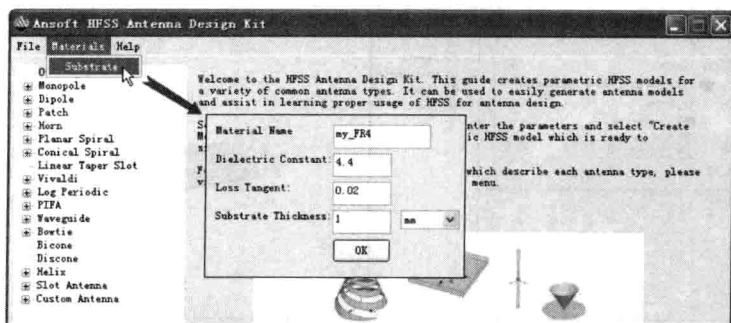 Ansoft HFSS Antenna Design Kit
File Materials Help
Substrate
O
Monopole
Dipole
Patch
Horn
Planar Spiral
Conical Spiral
Linear Taper Slot
Vivaldi
Log Periodic
PIFA
Waveguide
Bowtie
Bicone
Discone
Helix
Slot Antenna
Custom Antenna
Welcome to the HFSS Antenna Design Kit. This guide creates parametric HFSS models for
a variety of common antenna types. It can be used to easily generate antenna models
and assist in learning proper usage of HFSS for antenna design.
nter the parameters and select "Create
ic HFSS model which is ready to
which describe each antenna type, please
menu.
Material Name my_FR4
Dielectric Constant: 4.4
Loss Tangent: 0.02
Substrate Thickness: 1 mm
OK